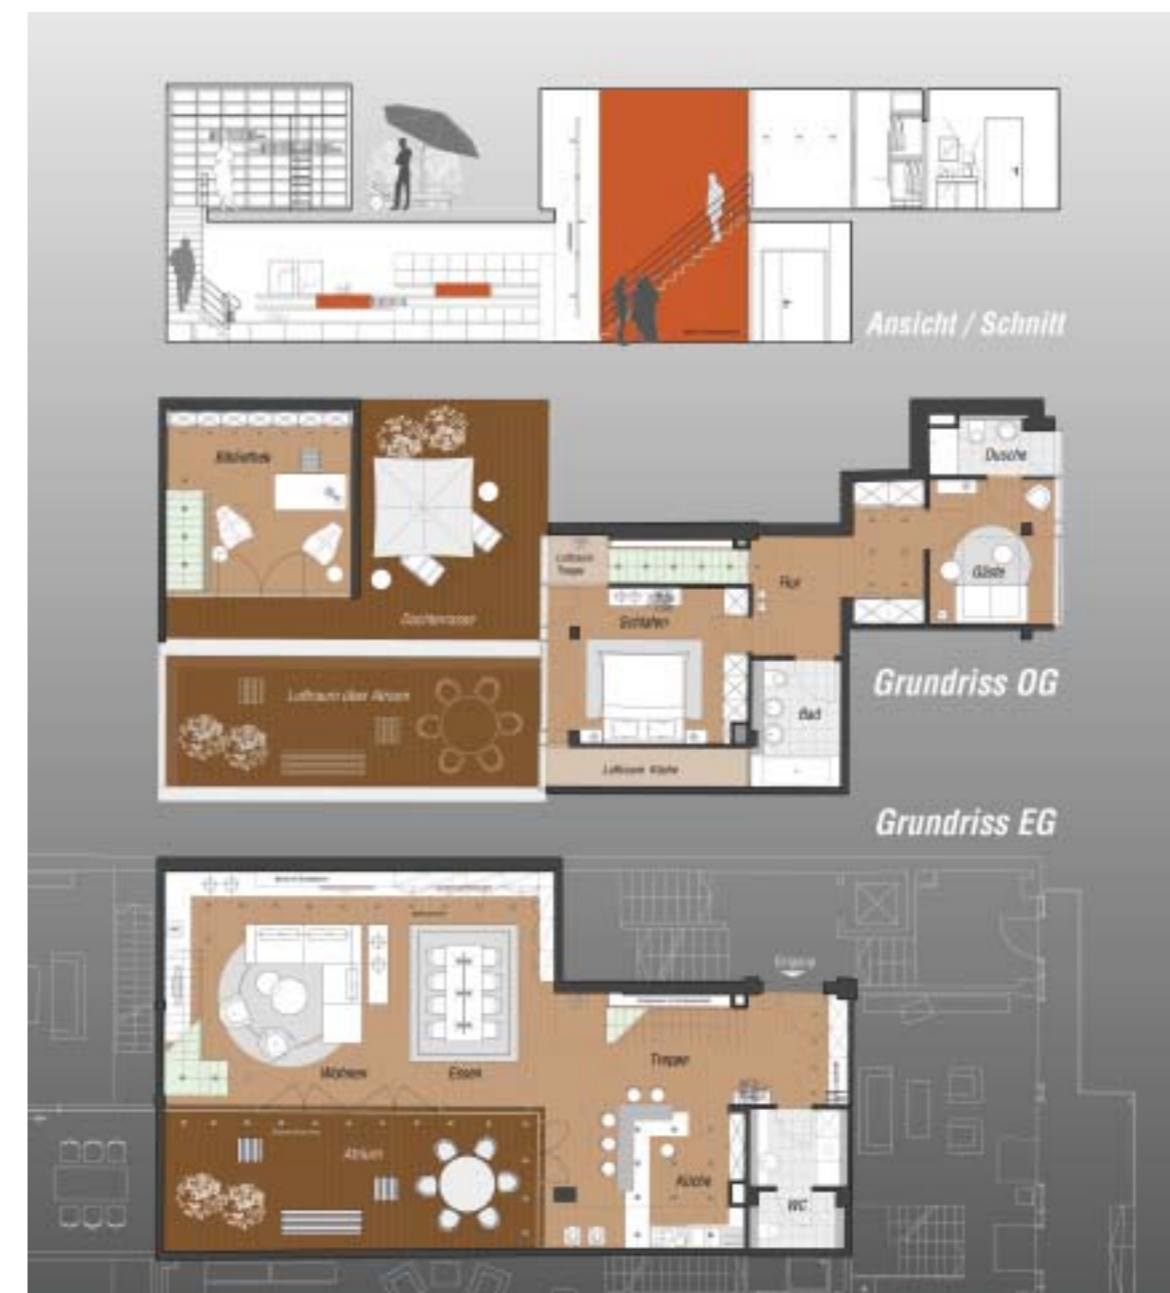 Ansicht / Schnitt
Bibliothek
Dusche
Luftraum
Treppe
Flur
Gäste
Schlafen
Dachterrasse
Grundriss OG
Luftraum über Atrium
Bad
Luftraum Küche
Grundriss EG
Eingang
Wohnen
Essen
Treppe
Atrium
Küche
WC